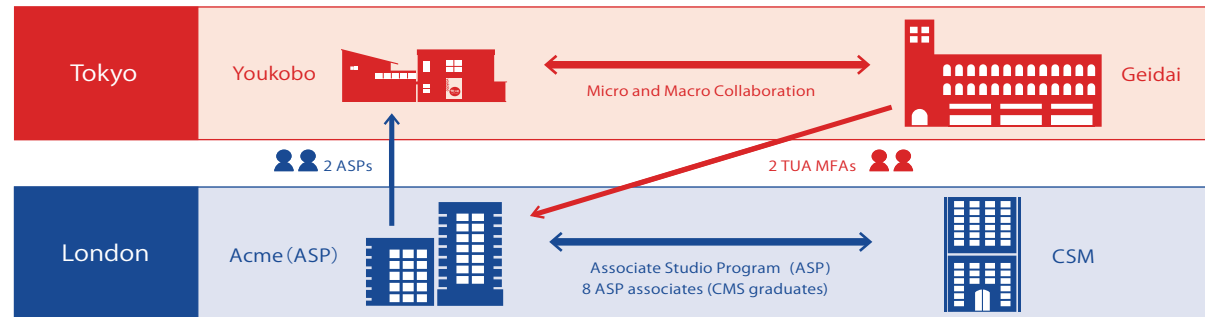 Tokyo
Youkobo
Micro and Macro Collaboration
Geidai
2 ASPs
2 TUA MFAs
London
Acme (ASP)
Associate Studio Program (ASP)
8 ASP associates (CMS graduates)
CSM